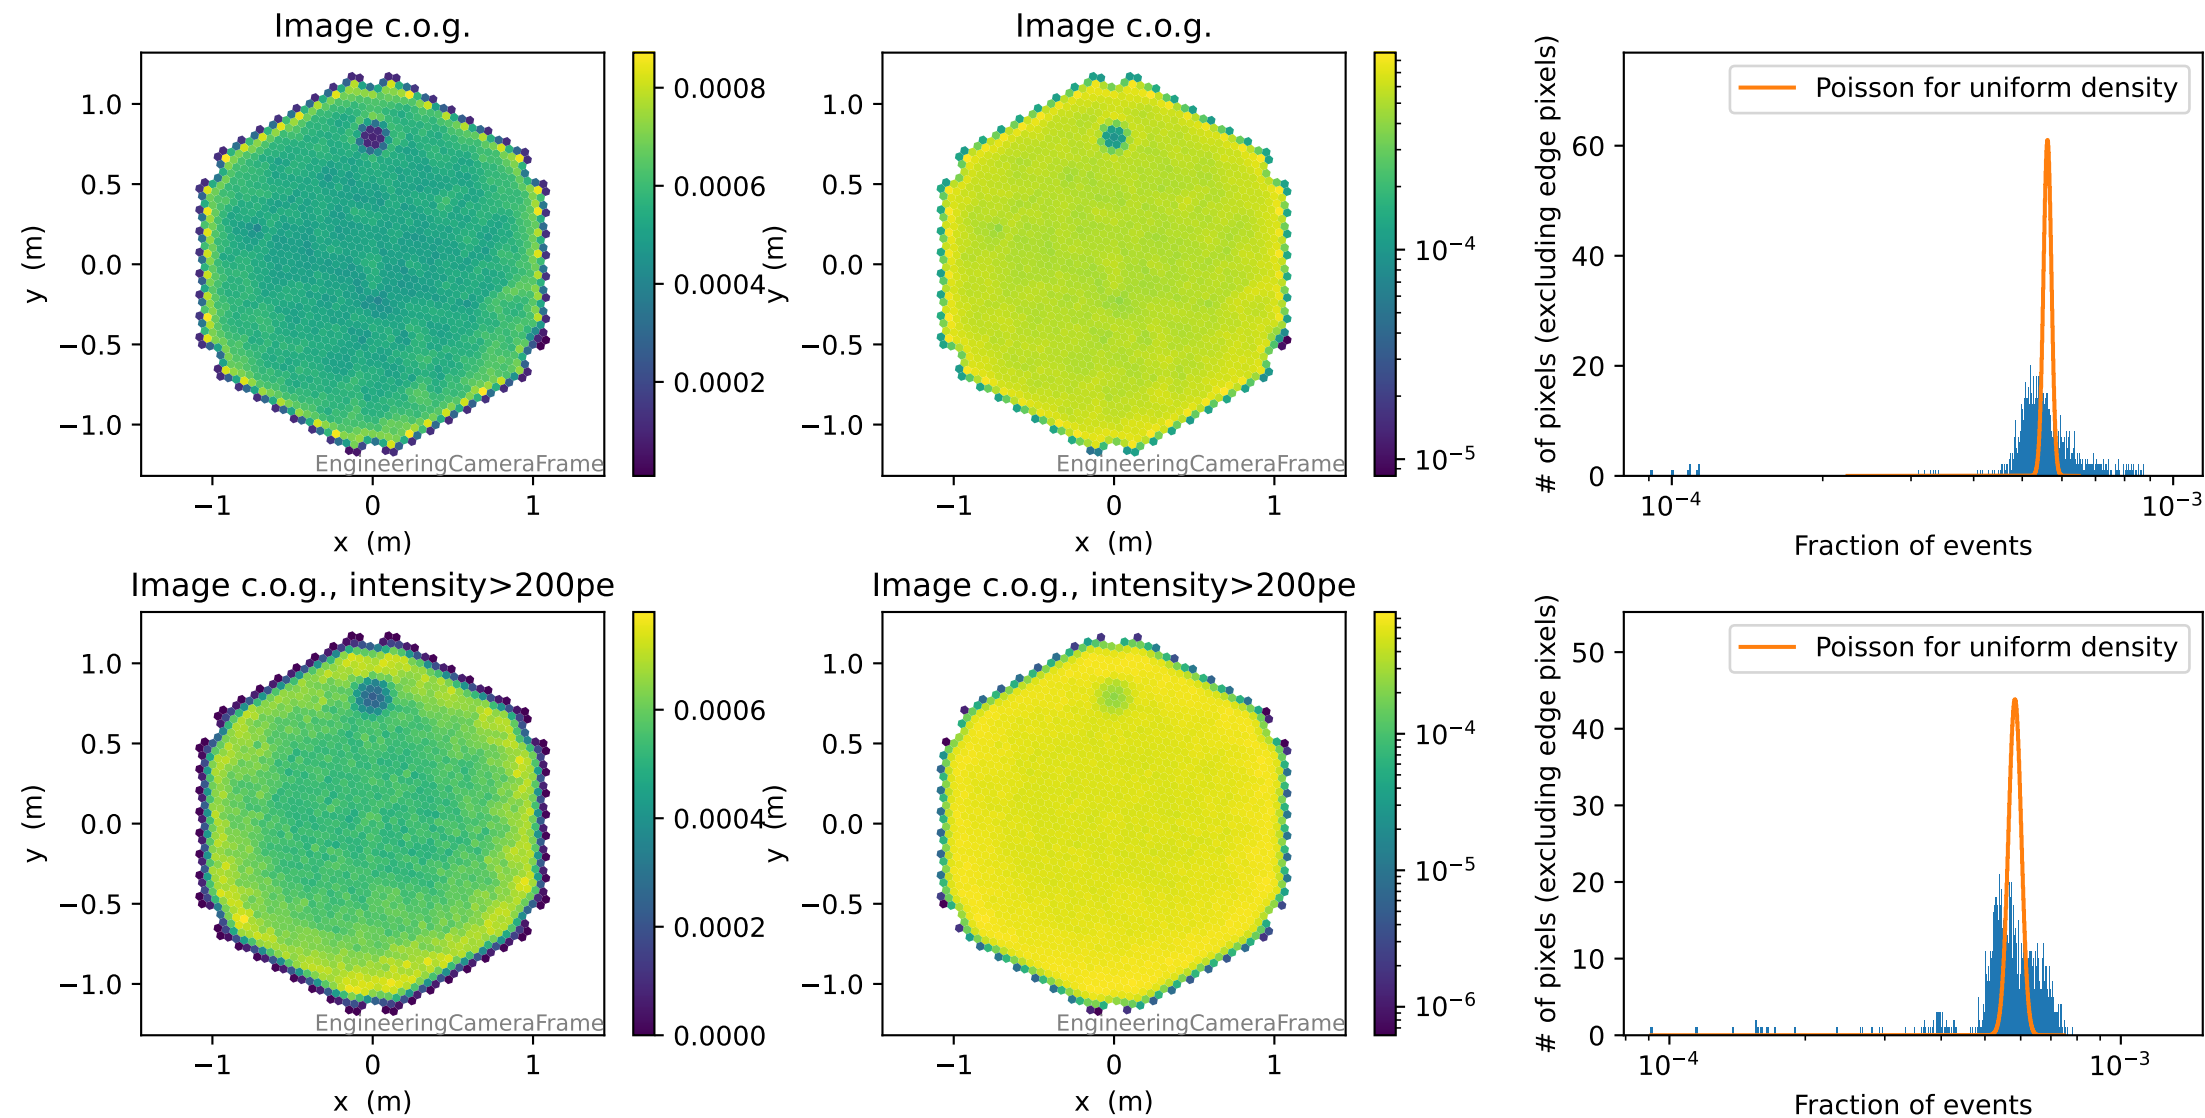 Image c.o.g.
1.0
0.5
0.0
−0.5
−1.0
y (m)
−1
0
1
x (m)
EngineeringCameraFrame
0.0008
0.0006
0.0004
0.0002
Image c.o.g.
1.0
0.5
0.0
−0.5
−1.0
y (m)
−1
0
1
x (m)
EngineeringCameraFrame
10⁻⁴
10⁻⁵
# of pixels (excluding edge pixels)
60
40
20
0
Poisson for uniform density
10⁻⁴
10⁻³
Fraction of events
Image c.o.g., intensity>200pe
1.0
0.5
0.0
−0.5
−1.0
y (m)
−1
0
1
x (m)
EngineeringCameraFrame
0.0006
0.0004
0.0002
0.0000
Image c.o.g., intensity>200pe
1.0
0.5
0.0
−0.5
−1.0
y (m)
−1
0
1
x (m)
EngineeringCameraFrame
10⁻⁴
10⁻⁵
10⁻⁶
# of pixels (excluding edge pixels)
50
40
30
20
10
0
Poisson for uniform density
10⁻⁴
10⁻³
Fraction of events